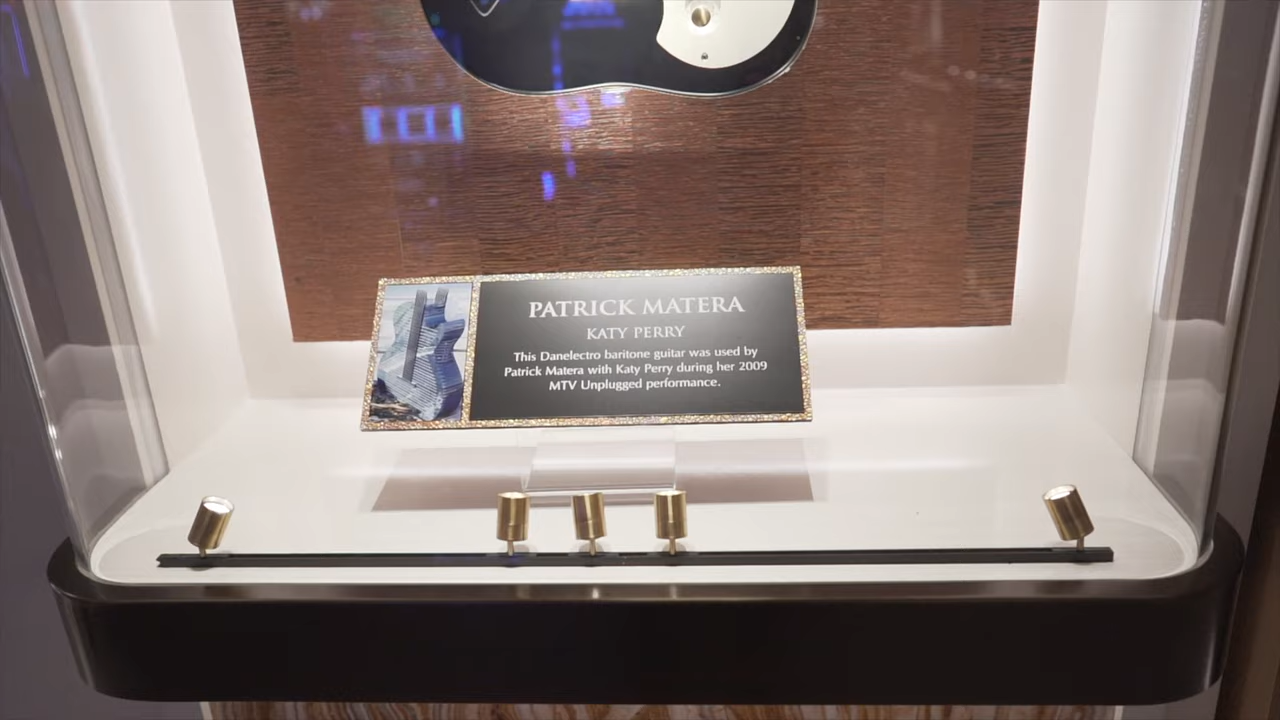 PATRICK MATERA
KATY PERRY
This Danelectro baritone guitar was used by
Patrick Matera with Katy Perry during her 2009
MTV Unplugged performance.